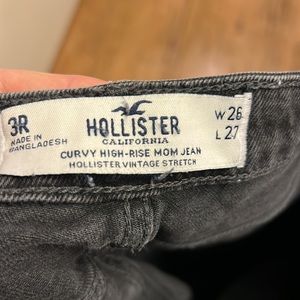 3R
MADE IN
BANGLADESH
HOLLISTER
CALIFORNIA
CURVY HIGH-RISE MOM JEAN
HOLLISTER VINTAGE STRETCH
W 26
L 27